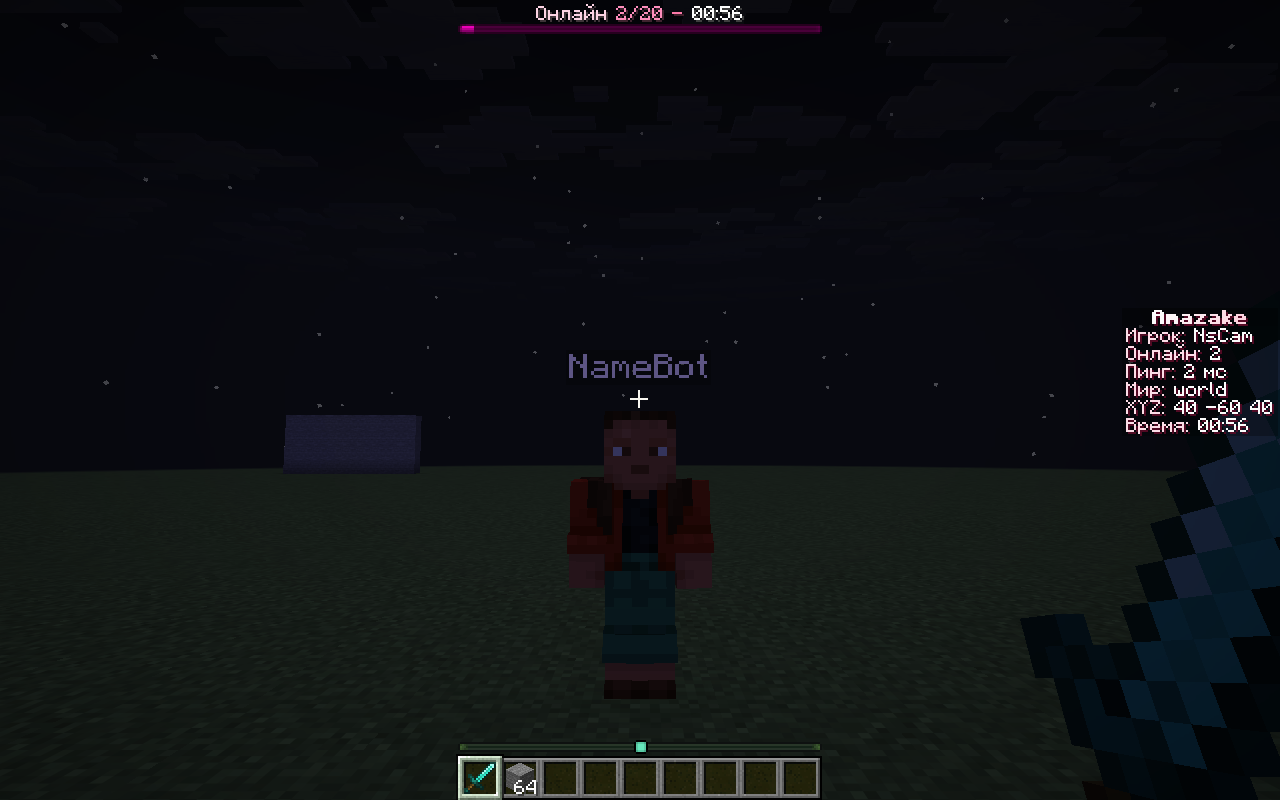 Онлайн 2/20 - 00:56
NameBot
Amazake
Игрок: NsCam
Онлайн: 2
Пинг: 2 мс
Мир: world
XYZ: 40 -60 40
Время: 00:56
64